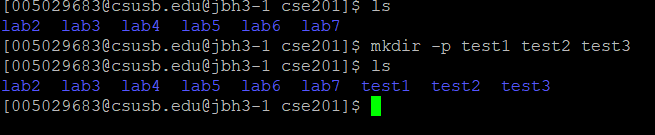 [005029683@csusb.edu@jbh3-1 cse201]$ ls
lab2  lab3  lab4  lab5  lab6  lab7
[005029683@csusb.edu@jbh3-1 cse201]$ mkdir -p test1 test2 test3
[005029683@csusb.edu@jbh3-1 cse201]$ ls
lab2  lab3  lab4  lab5  lab6  lab7  test1  test2  test3
[005029683@csusb.edu@jbh3-1 cse201]$